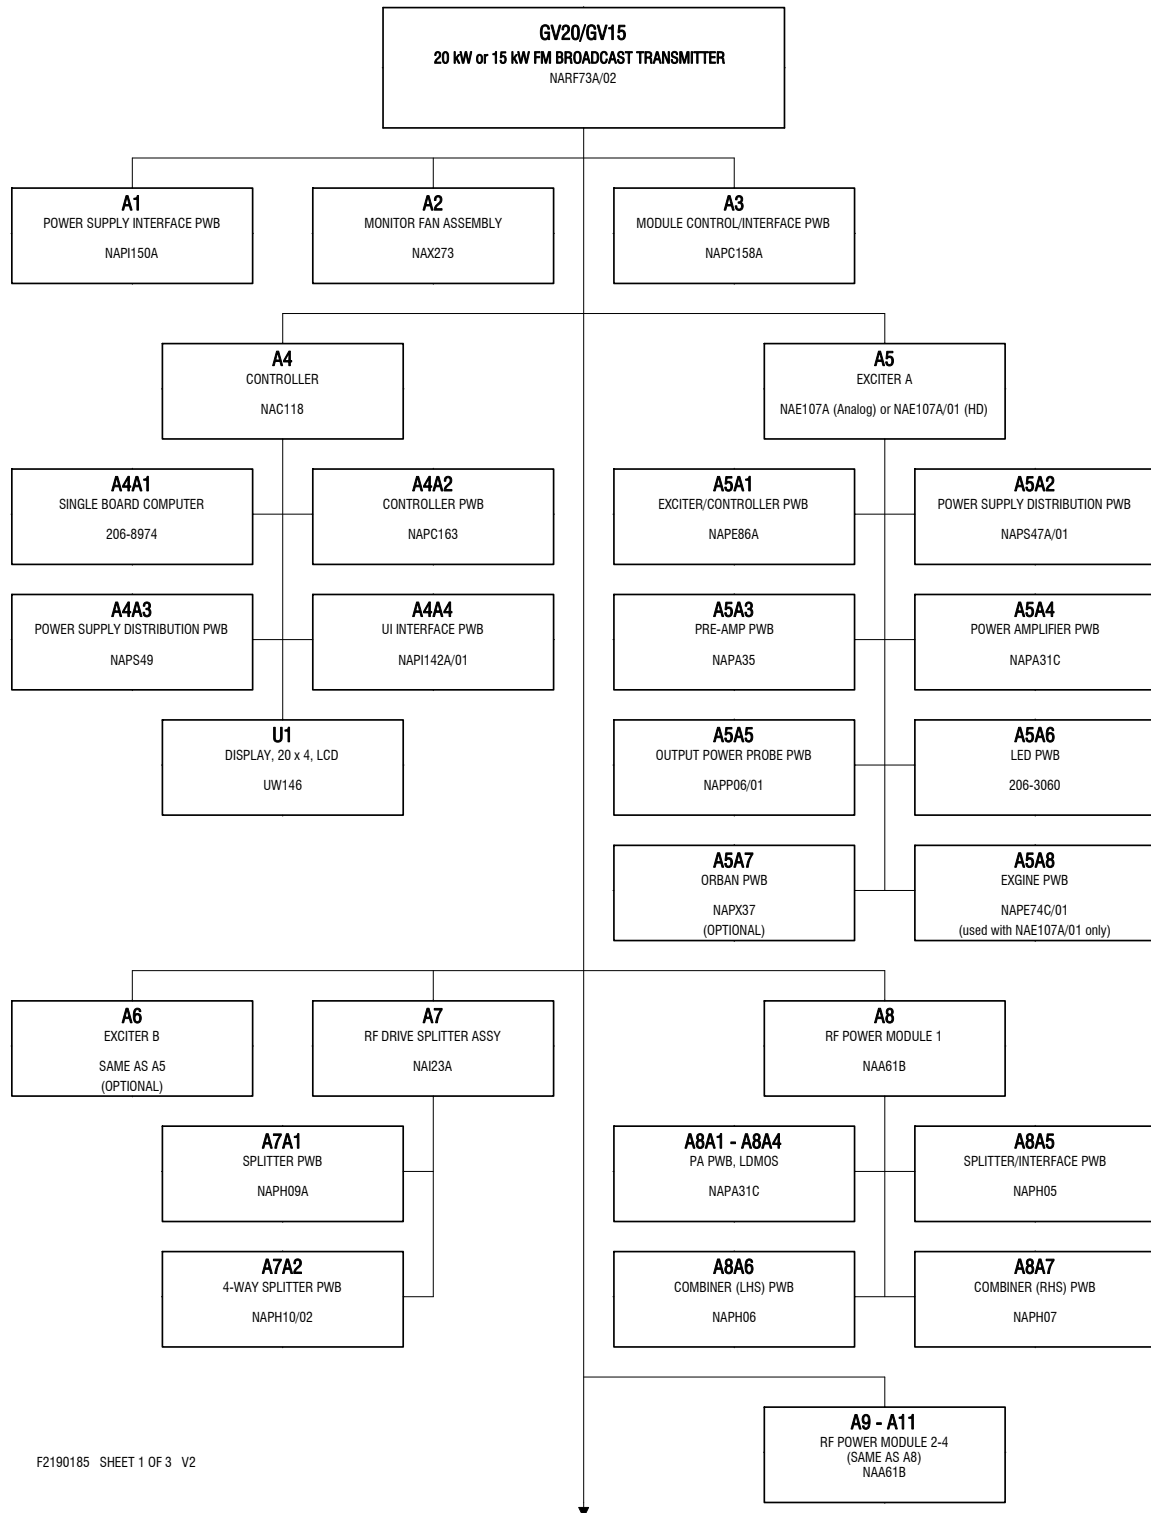 GV20/GV15
20 kW or 15 kW FM BROADCAST TRANSMITTER
NARF73A/02
A1
POWER SUPPLY INTERFACE PWB
NAPI150A
A2
MONITOR FAN ASSEMBLY
NAX273
A3
MODULE CONTROL/INTERFACE PWB
NAPC158A
A4
CONTROLLER
NAC118
A5
EXCITER A
NAE107A (Analog) or NAE107A/01 (HD)
A4A1
SINGLE BOARD COMPUTER
206-8974
A4A2
CONTROLLER PWB
NAPC163
A5A1
EXCITER/CONTROLLER PWB
NAPE86A
A5A2
POWER SUPPLY DISTRIBUTION PWB
NAPS47A/01
A4A3
POWER SUPPLY DISTRIBUTION PWB
NAPS49
A4A4
UI INTERFACE PWB
NAPI142A/01
A5A3
PRE-AMP PWB
NAPA35
A5A4
POWER AMPLIFIER PWB
NAPA31C
U1
DISPLAY, 20 x 4, LCD
UW146
A5A5
OUTPUT POWER PROBE PWB
NAPP06/01
A5A6
LED PWB
206-3060
A5A7
ORBAN PWB
NAPX37
(OPTIONAL)
A5A8
EXGINE PWB
NAPE74C/01
(used with NAE107A/01 only)
A6
EXCITER B
SAME AS A5
(OPTIONAL)
A7
RF DRIVE SPLITTER ASSY
NAI23A
A8
RF POWER MODULE 1
NAA61B
A7A1
SPLITTER PWB
NAPH09A
A8A1 - A8A4
PA PWB, LDMOS
NAPA31C
A8A5
SPLITTER/INTERFACE PWB
NAPH05
A7A2
4-WAY SPLITTER PWB
NAPH10/02
A8A6
COMBINER (LHS) PWB
NAPH06
A8A7
COMBINER (RHS) PWB
NAPH07
A9 - A11
RF POWER MODULE 2-4
(SAME AS A8)
NAA61B
F2190185 SHEET 1 OF 3 V2